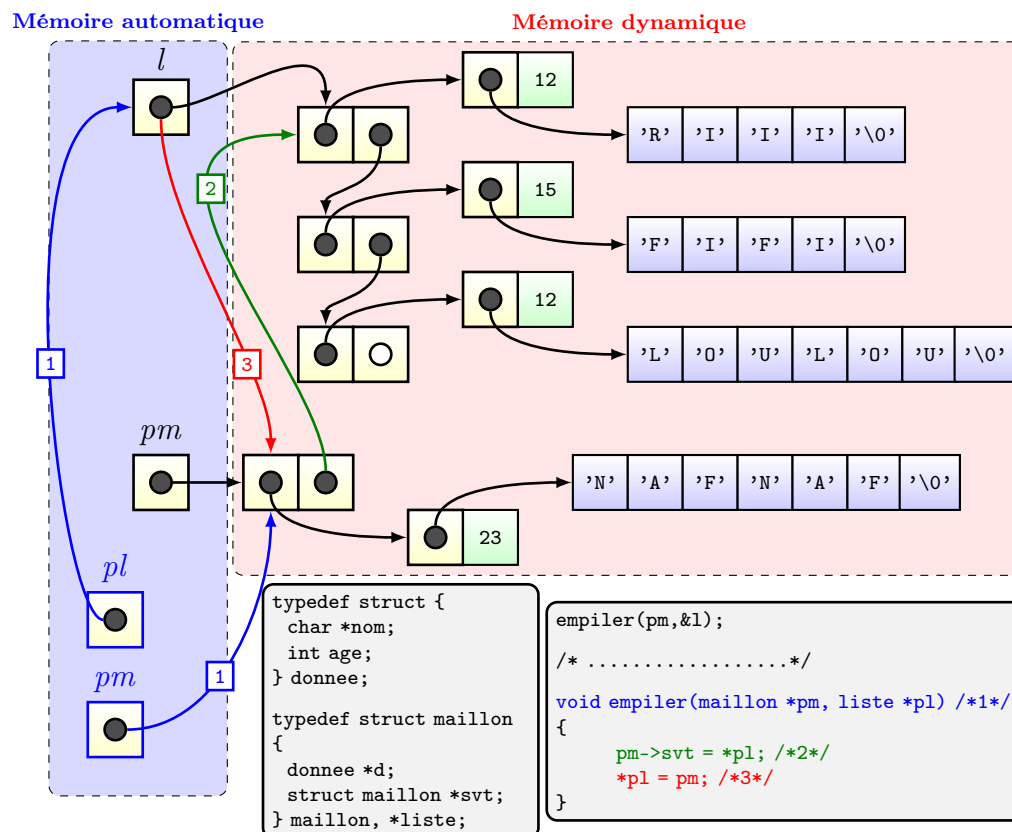 Mémoire automatique
Mémoire dynamique
l
12
'R' 'I' 'I' 'I' '\0'
2
15
'F' 'I' 'F' 'I' '\0'
12
1
3
'L' 'O' 'U' 'L' 'O' 'U' '\0'
pm
'N' 'A' 'F' 'N' 'A' 'F' '\0'
23
pl
pm
1
typedef struct {
char *nom;
int age;
} donnee;
typedef struct maillon
{
donnee *d;
struct maillon *svt;
} maillon, *liste;
empiler(pm,&l);
/* ..................*/
void empiler(maillon *pm, liste *pl) /*1*/
{
pm->svt = *pl; /*2*/
*pl = pm; /*3*/
}